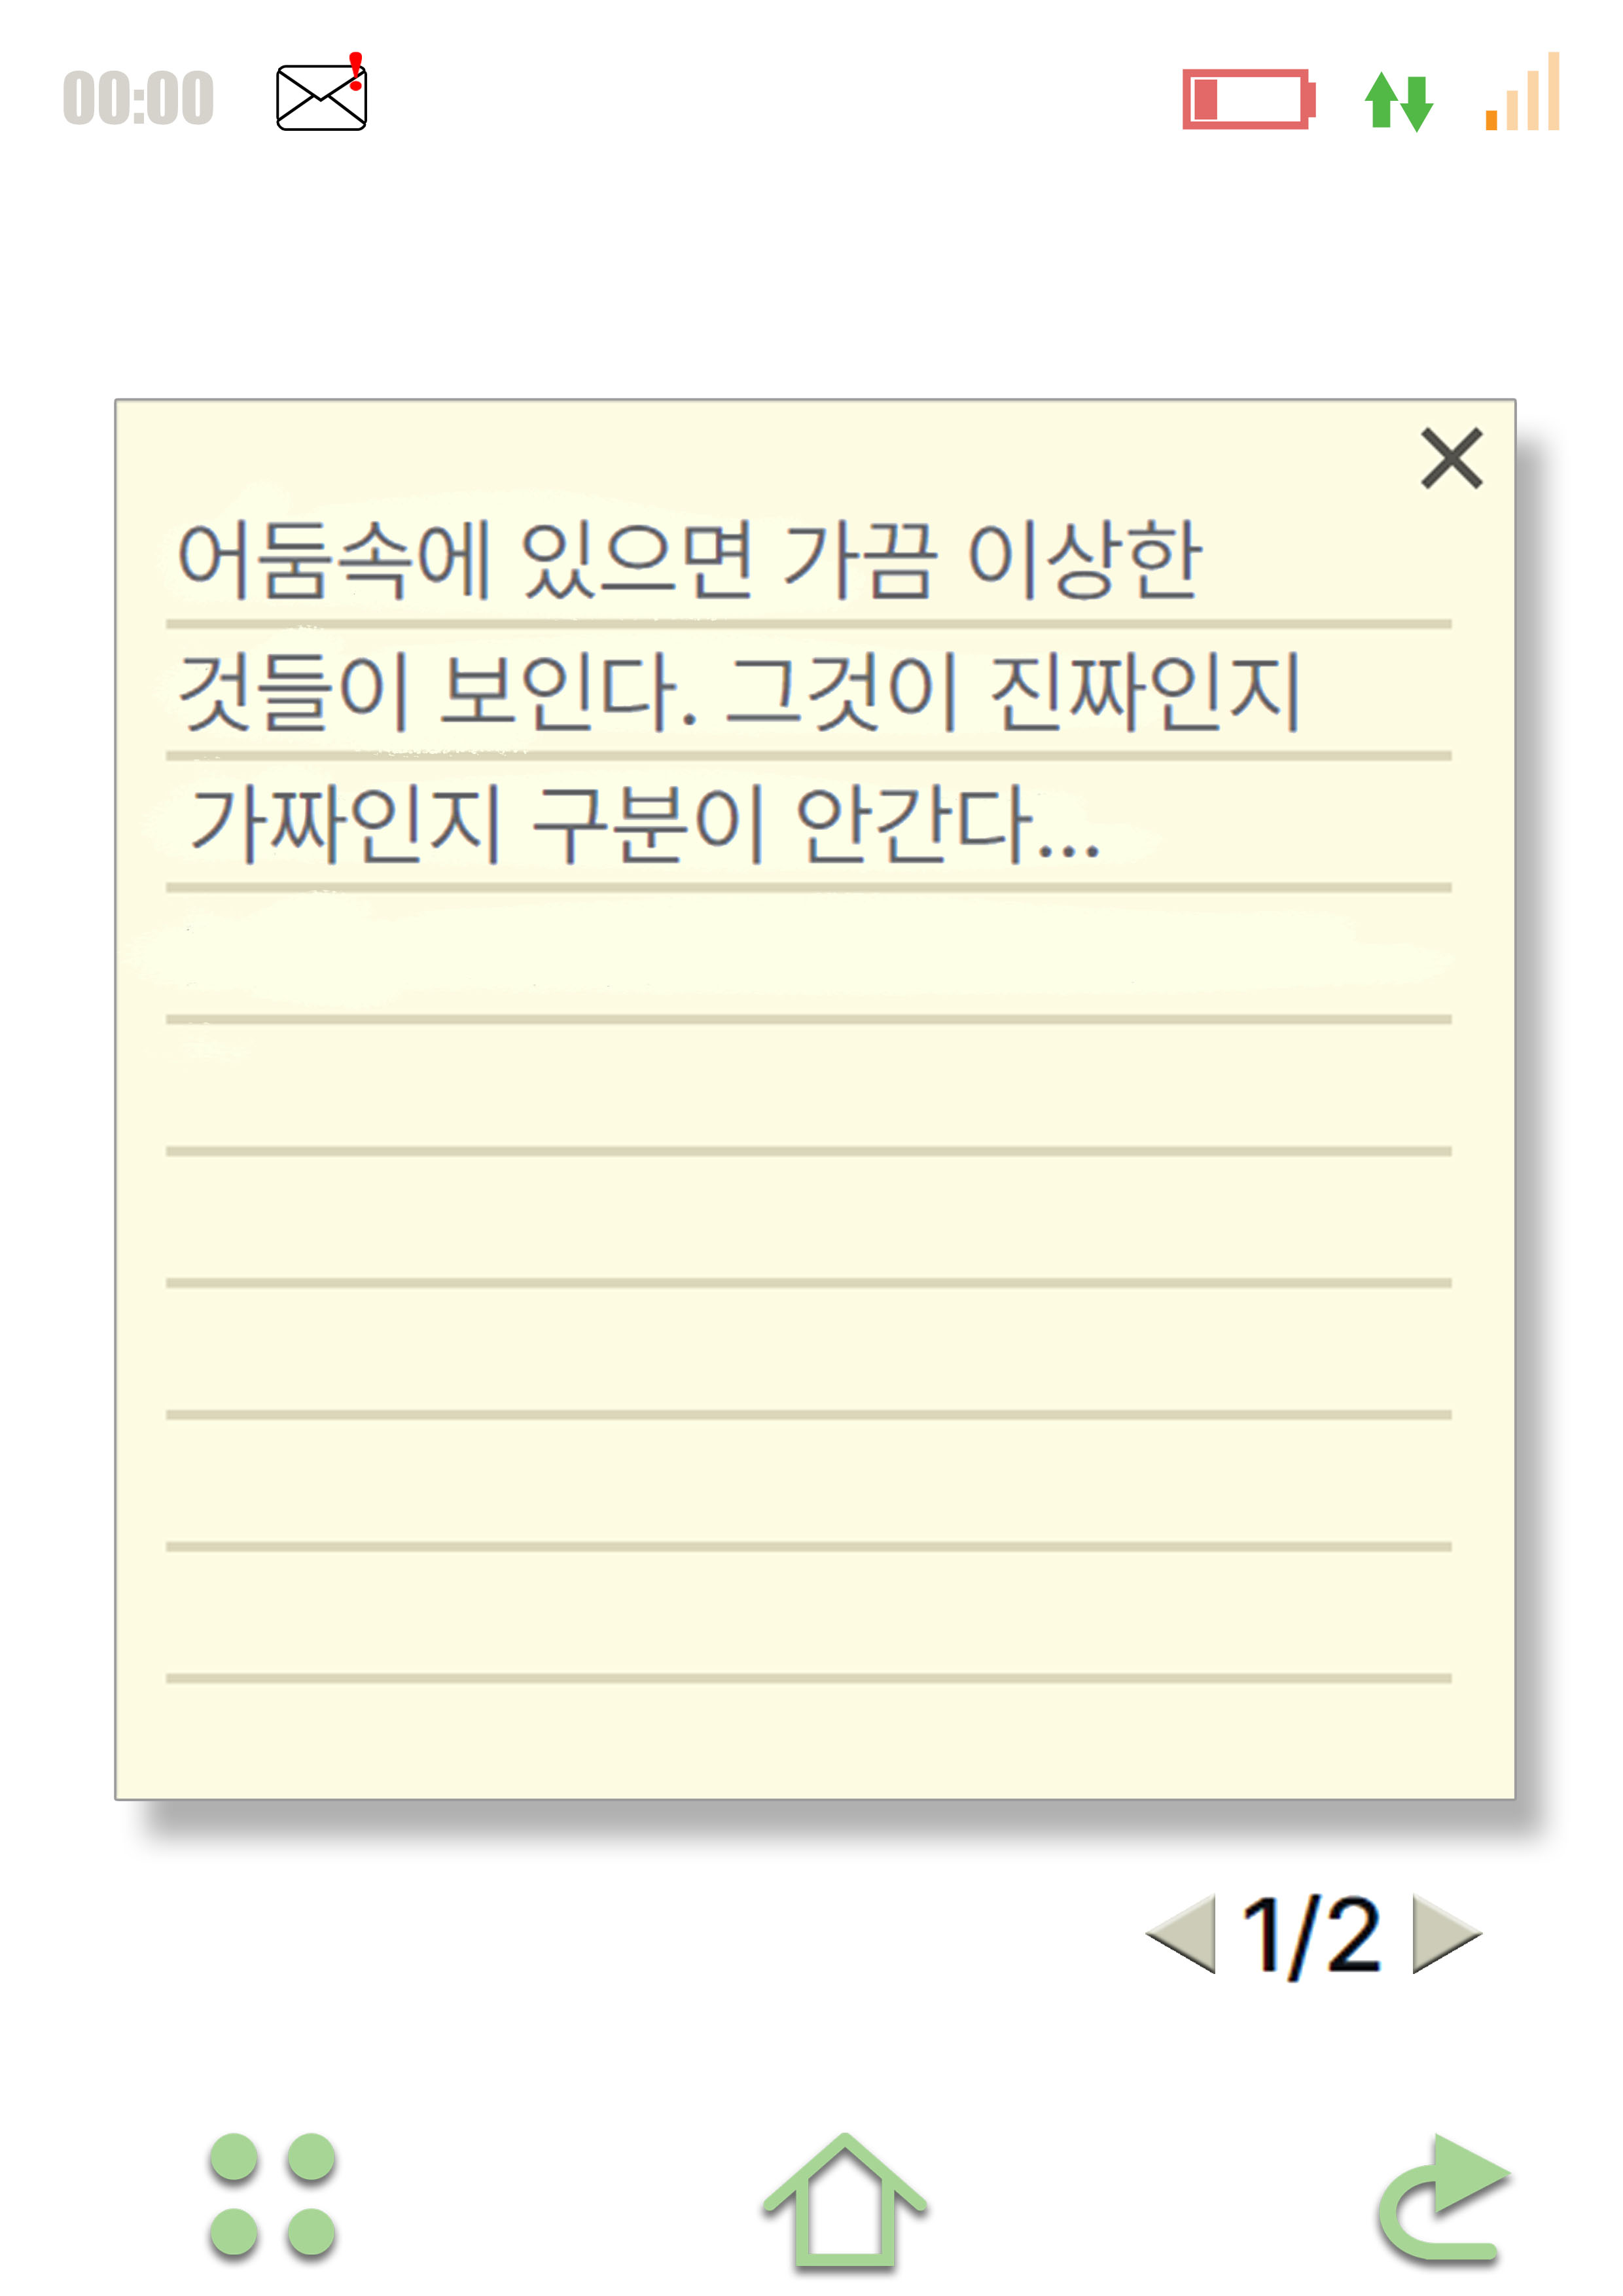 00:00
어둠속에 있으면 가끔 이상한
것들이 보인다. 그것이 진짜인지
가짜인지 구분이 안간다...
1/2